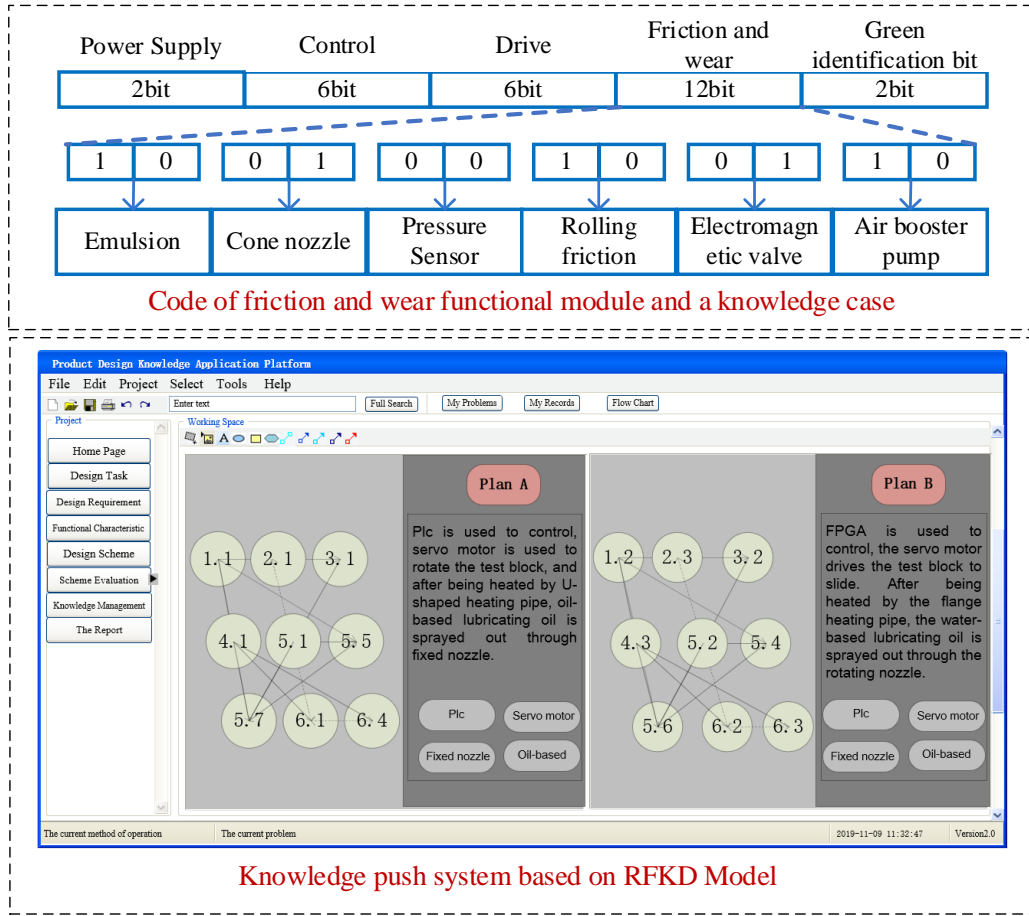 Power Supply
Control
Drive
Friction and
wear
Green
identification bit
2bit
6bit
6bit
12bit
2bit
1 0
0 1
0 0
1 0
0 1
1 0
Emulsion
Cone nozzle
Pressure
Sensor
Rolling
friction
Electromagn
etic valve
Air booster
pump
Code of friction and wear functional module and a knowledge case
Product Design Knowledge Application Platform
File Edit Project Select Tools Help
Enter text
Full Search
My Problems
My Records
Flow Chart
Project
Home Page
Design Task
Design Requirement
Functional Characteristic
Design Scheme
Scheme Evaluation
Knowledge Management
The Report
Working Space
A
1.1 2.1 3.1
4.1 5.1 5.5
5.7 6.1 6.4
Plan A
Plc is used to control,
servo motor is used to
rotate the test block, and
after being heated by U-
shaped heating pipe, oil-
based lubricating oil is
sprayed out through
fixed nozzle.
Plc
Servo motor
Fixed nozzle
Oil-based
1.2 2.3 3.2
4.3 5.2 5.4
5.6 6.2 6.3
Plan B
FPGA is used to
control, the servo motor
drives the test block to
slide. After being
heated by the flange
heating pipe, the water-
based lubricating oil is
sprayed out through the
rotating nozzle.
Plc
Servo motor
Fixed nozzle
Oil-based
The current method of operation
The current problem
2019-11-09 11:32:47
Version2.0
Knowledge push system based on RFKD Model